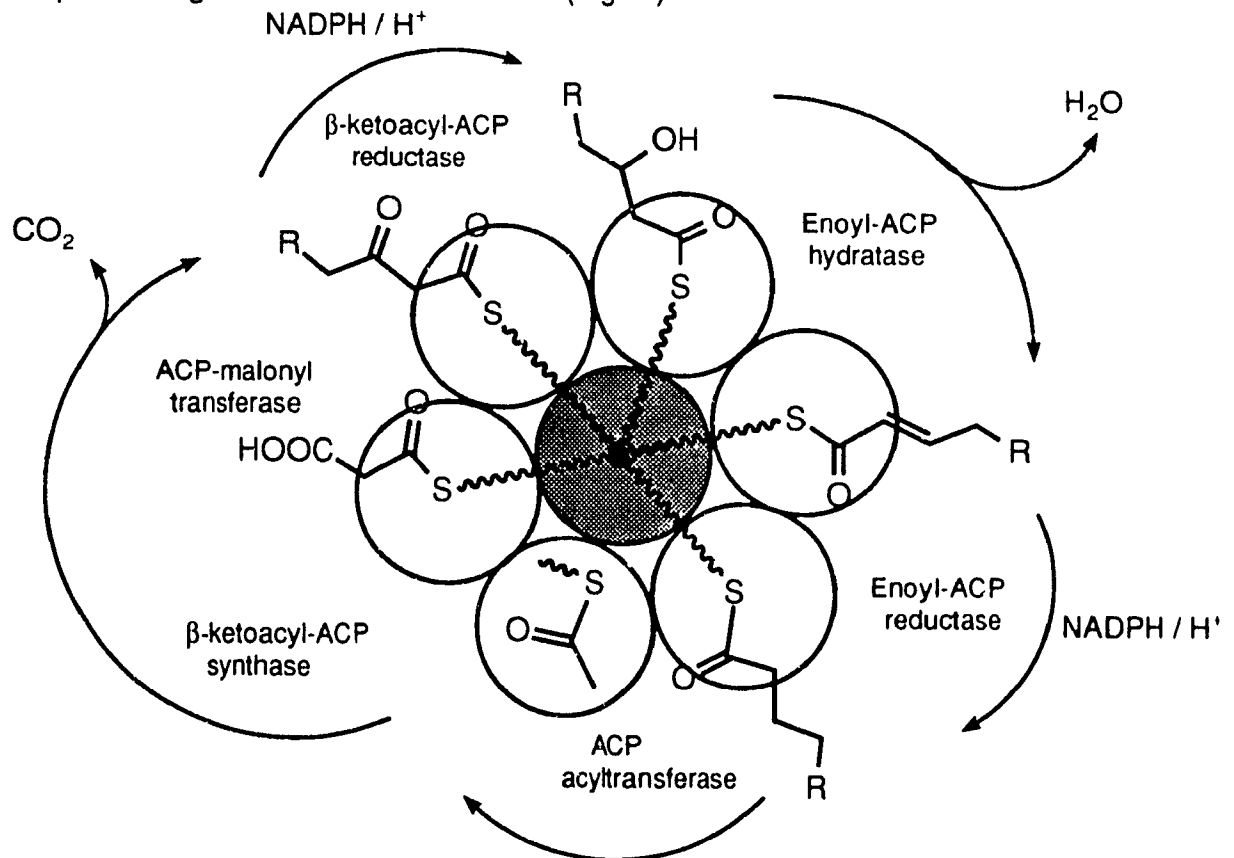 NADPH / H⁺
β-ketoacyl-ACP
reductase
R
OH
O
S
H₂O
Enoyl-ACP
hydratase
CO₂
R
O
O
S
ACP-malonyl
transferase
HOOC
O
S
S
O
R
Enoyl-ACP
reductase
NADPH / H⁺
S
O
R
S
O
β-ketoacyl-ACP
synthase
ACP
acyltransferase